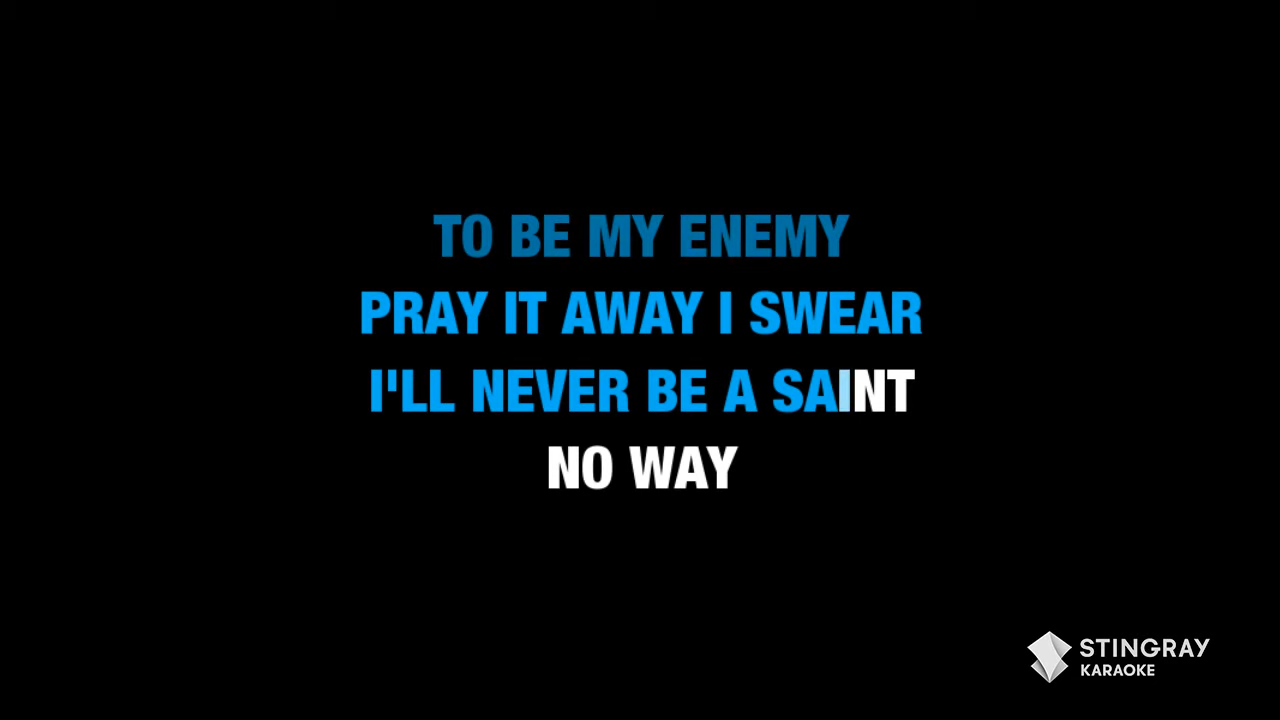 TO BE MY ENEMY
PRAY IT AWAY I SWEAR
I'LL NEVER BE A SAINT
NO WAY
STINGRAY
KARAOKE